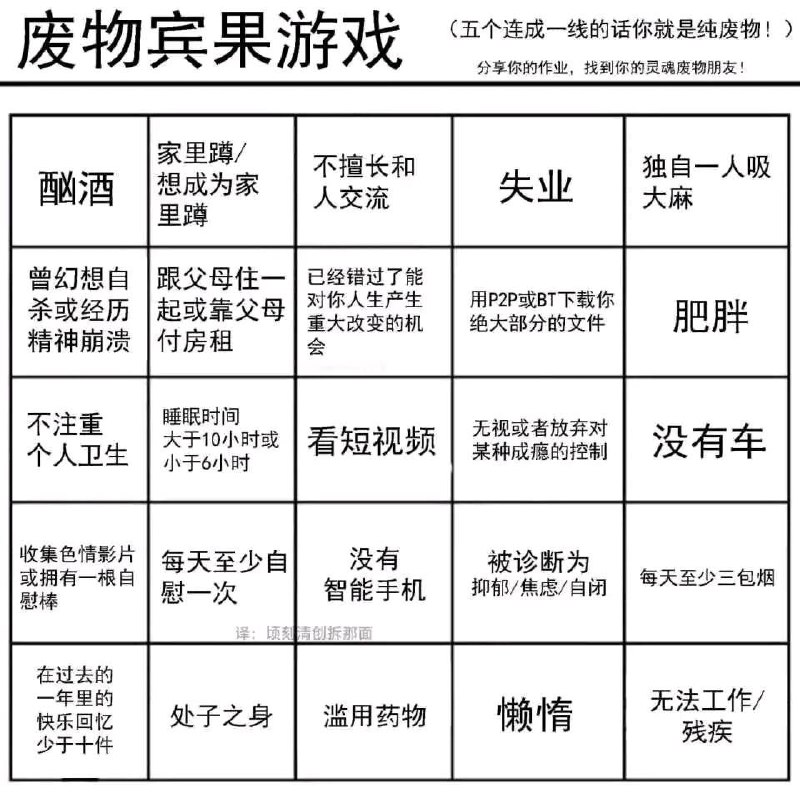 废物宾果游戏
（五个连成一线的话你就是纯废物！）
分享你的作业，找到你的灵魂废物朋友！
酗酒
家里蹲/
想成为家
里蹲
不擅长和
人交流
失业
独自一人吸
大麻
曾幻想自
杀或经历
精神崩溃
跟父母住一
起或靠父母
付房租
已经错过了能
对你人生产生
重大改变的机
会
用P2P或BT下载你
绝大部分的文件
肥胖
不注重
个人卫生
睡眠时间
大于10小时或
小于6小时
看短视频
无视或者放弃对
某种成瘾的控制
没有车
收集色情影片
或拥有一根自
慰棒
每天至少自
慰一次
没有
智能手机
被诊断为
抑郁/焦虑/自闭
每天至少三包烟
译：顷刻清创拆那面
在过去的
一年里的
快乐回忆
少于十件
处子之身
滥用药物
懒惰
无法工作/
残疾